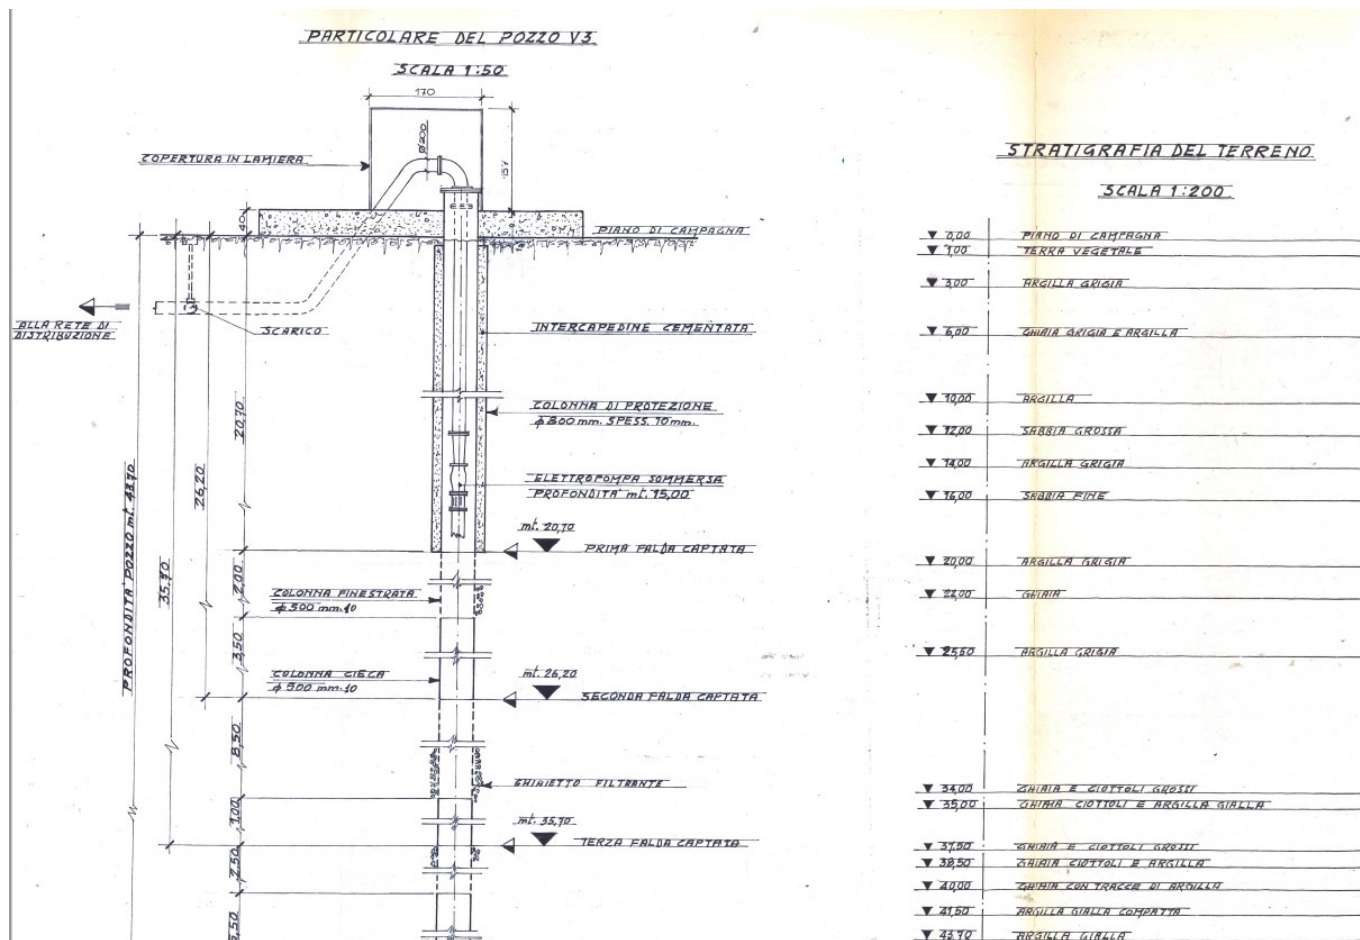 PARTICOLARE DEL POZZO V3
SCALA 1:50
170
Ø200
COPERTURA IN LAMIERA
40
PIANO DI CAMPAGNA
ALLA RETE DI
DISTRIBUZIONE
SCARICO
INTERCAPEDINE CEMENTATA
COLONNA DI PROTEZIONE
ϕ 800 mm. SPESS. 10 mm.
20,70
26,20
ELETTROPOMPA SOMMERSA
PROFONDITA' mt. 15,00
PROFONDITA' POZZO mt. 43,70
35,70
mt. 20,70
PRIMA FALDA CAPTATA
2,00
COLONNA FINESTRATA
ϕ 500 mm. 10
3,50
COLONNA CIECA
ϕ 500 mm. 10
mt. 26,20
SECONDA FALDA CAPTATA
8,50
GHIAIETTO FILTRANTE
1,00
mt. 35,70
TERZA FALDA CAPTATA
2,50
,50
STRATIGRAFIA DEL TERRENO
SCALA 1:200
0,00 PIANO DI CAMPAGNA
1,00 TERRA VEGETALE
3,00 ARGILLA GRIGIA
6,00 GHIAIA GRIGIA E ARGILLA
10,00 ARGILLA
12,00 SABBIA GROSSA
14,00 ARGILLA GRIGIA
16,00 SABBIA FINE
20,00 ARGILLA GRIGIA
22,00 GHIAIA
25,60 ARGILLA GRIGIA
34,00 GHIAIA E CIOTTOLI GROSSI
35,00 GHIAIA CIOTTOLI E ARGILLA GIALLA
37,50 GHIAIA E CIOTTOLI GROSSI
38,50 GHIAIA CIOTTOLI E ARGILLA
40,00 GHIAIA CON TRACCE DI ARGILLA
41,50 ARGILLA GIALLA COMPATTA
43,70 ARGILLA GIALLA